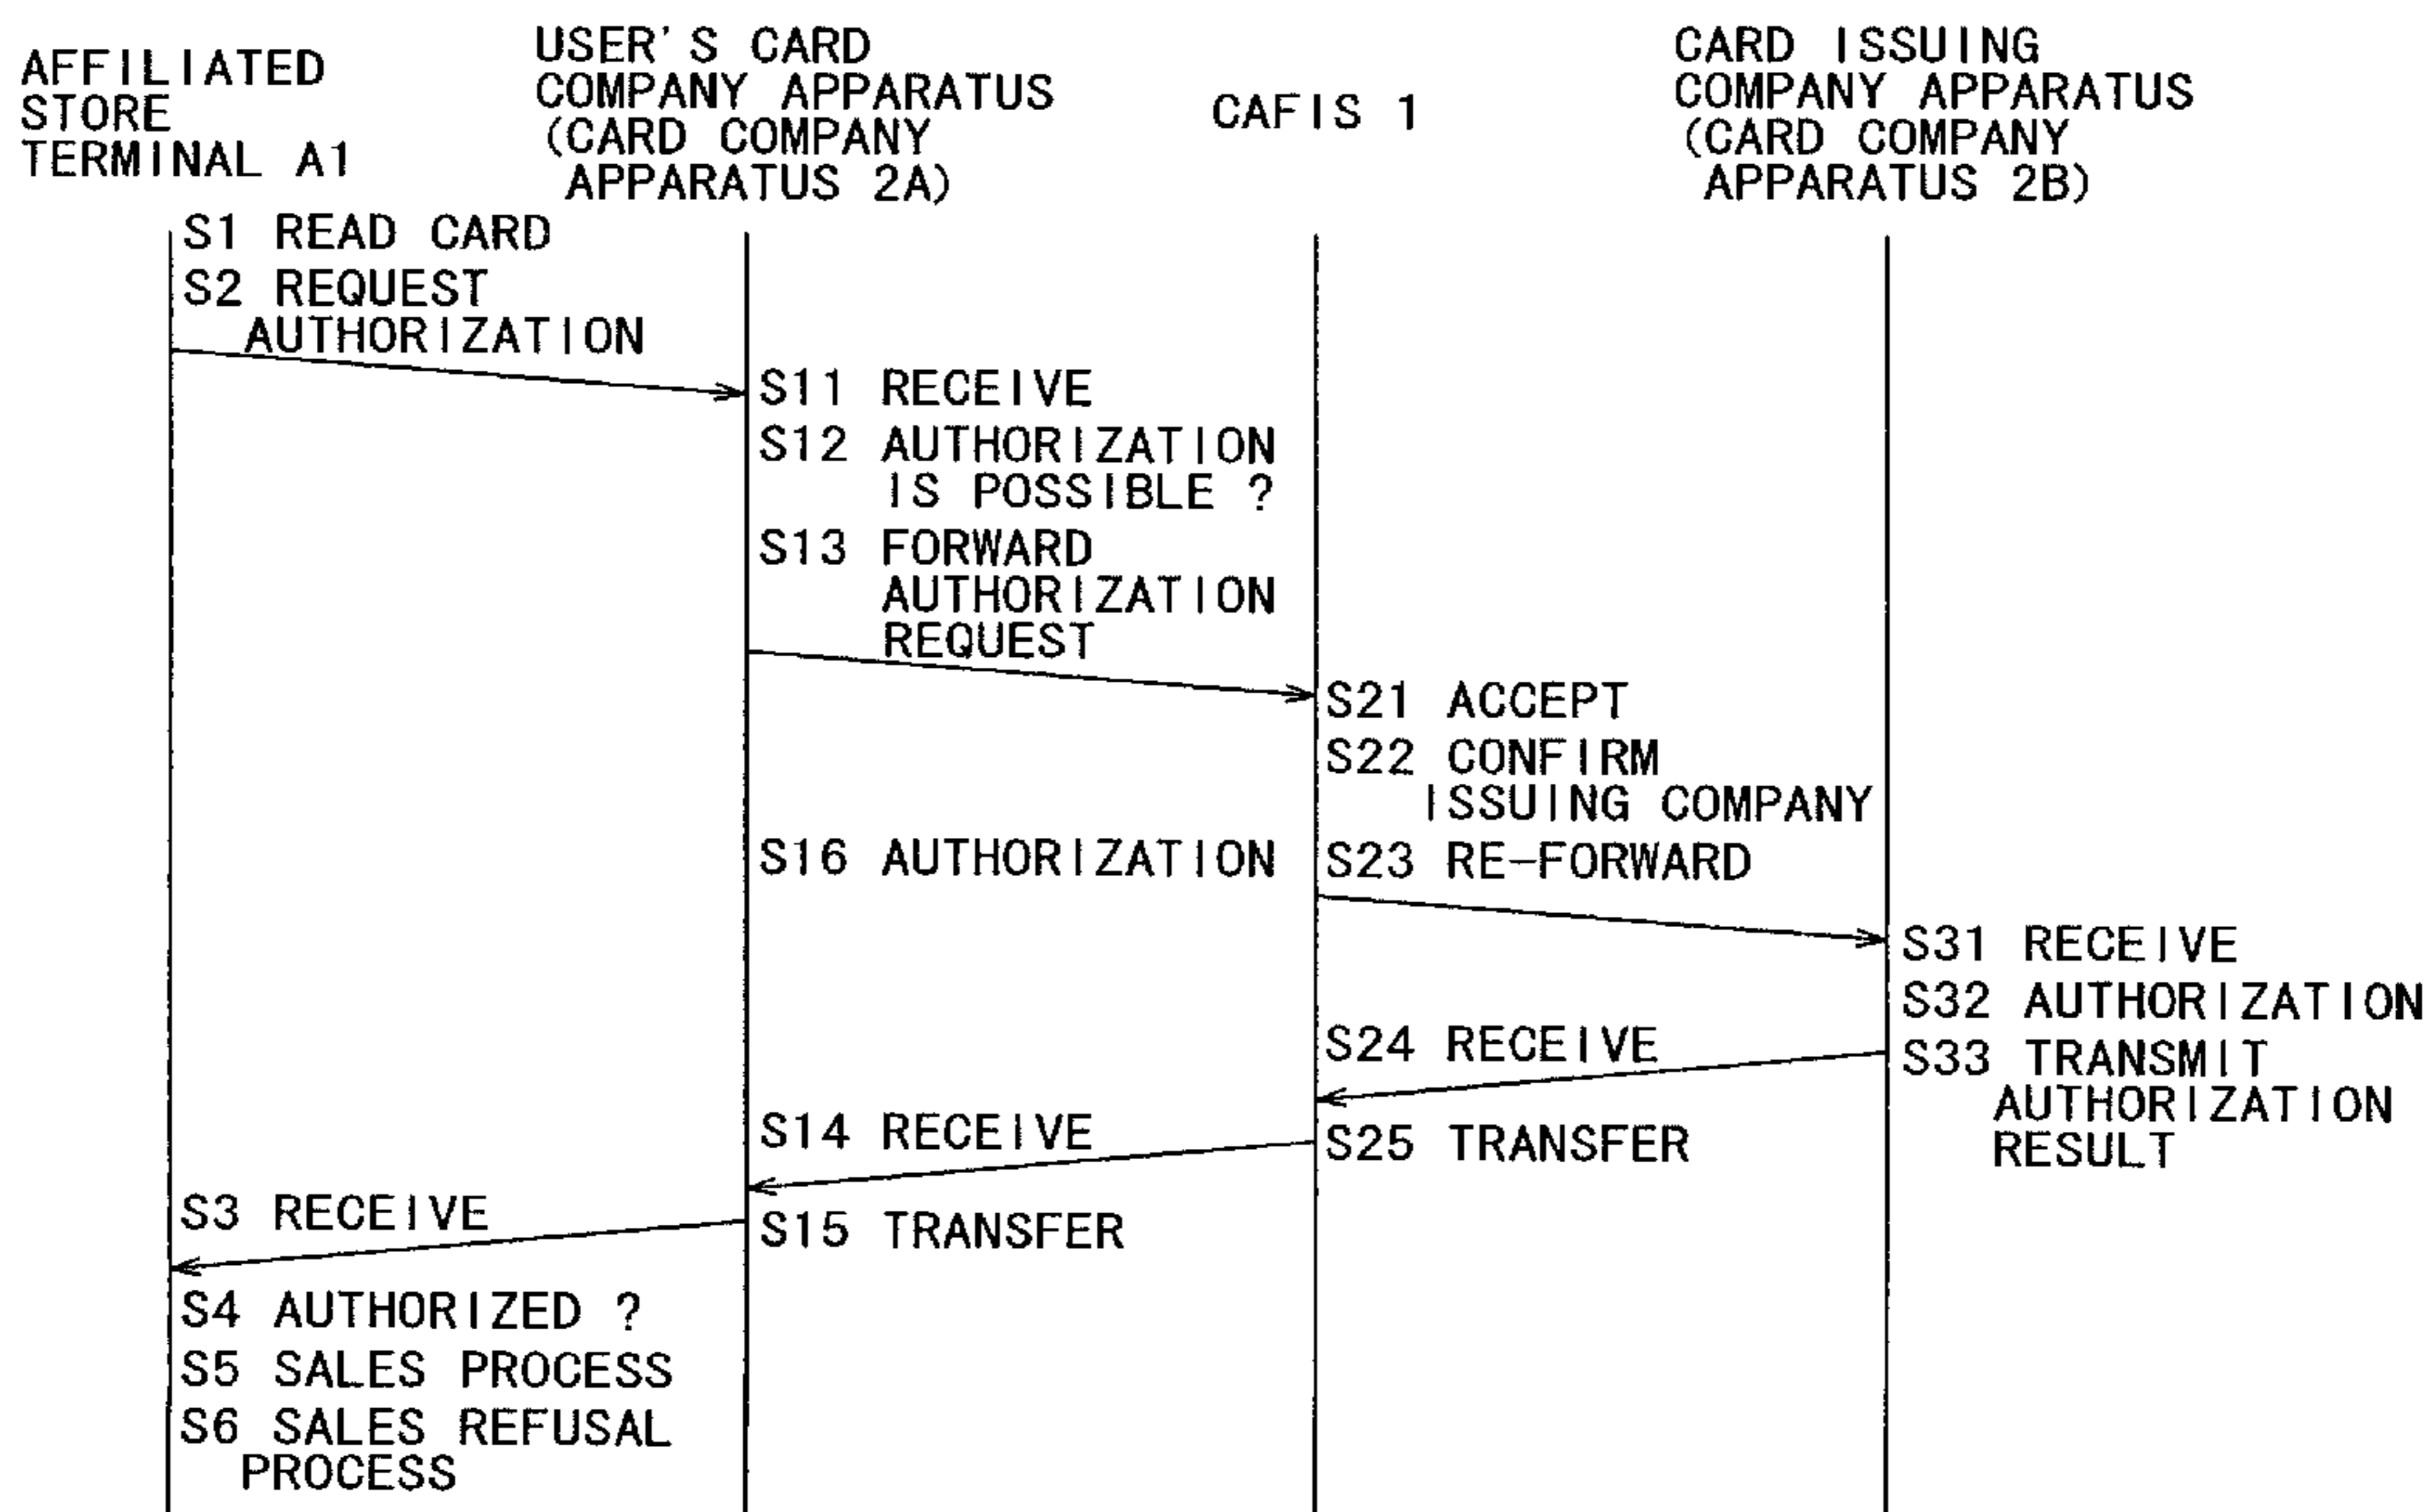 AFFILIATED
STORE
TERMINAL A1
USER'S CARD
COMPANY APPARATUS
(CARD COMPANY
APPARATUS 2A)
CAFIS 1
CARD ISSUING
COMPANY APPARATUS
(CARD COMPANY
APPARATUS 2B)
S1 READ CARD
S2 REQUEST
AUTHORIZATION
S11 RECEIVE
S12 AUTHORIZATION
IS POSSIBLE ?
S13 FORWARD
AUTHORIZATION
REQUEST
S21 ACCEPT
S22 CONFIRM
ISSUING COMPANY
S16 AUTHORIZATION
S23 RE-FORWARD
S31 RECEIVE
S32 AUTHORIZATION
S24 RECEIVE
S33 TRANSMIT
AUTHORIZATION
RESULT
S14 RECEIVE
S25 TRANSFER
S3 RECEIVE
S15 TRANSFER
S4 AUTHORIZED ?
S5 SALES PROCESS
S6 SALES REFUSAL
PROCESS